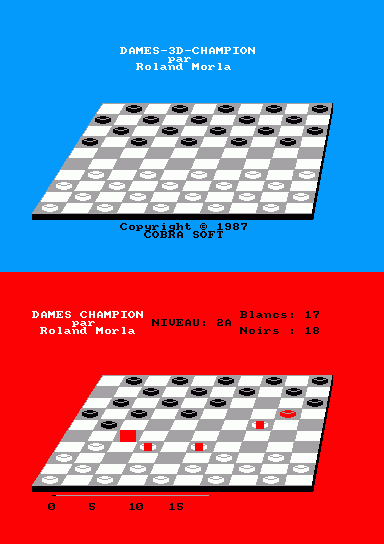 DAMES-3D-CHAMPION
par
Roland Morla
Copyright © 1987
COBRA SOFT
DAMES CHAMPION
par
Roland Morla
NIVEAU: 2A
Blancs: 17
Noirs : 18
0 5 10 15